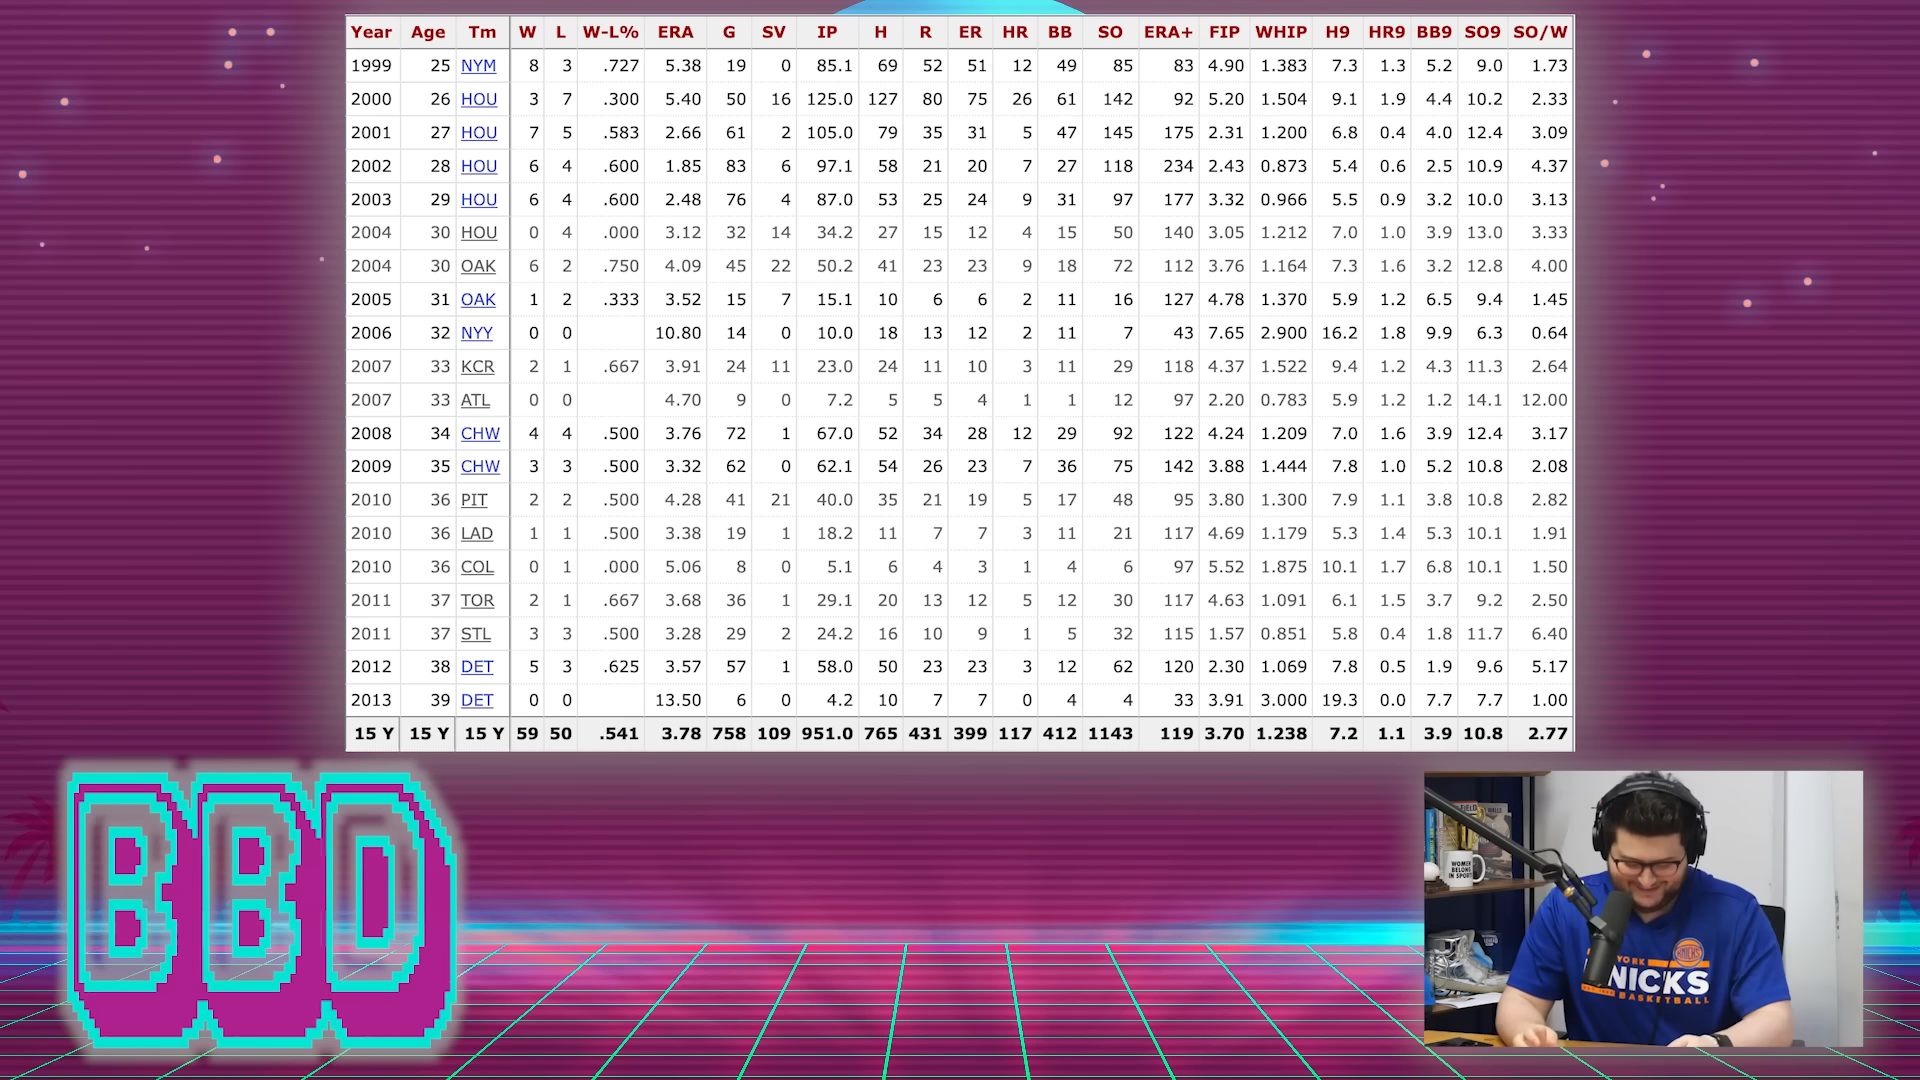 Year Age Tm W L W-L% ERA G SV IP H R ER HR BB SO ERA+ FIP WHIP H9 HR9 BB9 SO9 SO/W
1999 25 NYM 8 3 .727 5.38 19 0 85.1 69 52 51 12 49 85 83 4.90 1.383 7.3 1.3 5.2 9.0 1.73
2000 26 HOU 3 7 .300 5.40 50 16 125.0 127 80 75 26 61 142 92 5.20 1.504 9.1 1.9 4.4 10.2 2.33
2001 27 HOU 7 5 .583 2.66 61 2 105.0 79 35 31 5 47 145 175 2.31 1.200 6.8 0.4 4.0 12.4 3.09
2002 28 HOU 6 4 .600 1.85 83 6 97.1 58 21 20 7 27 118 234 2.43 0.873 5.4 0.6 2.5 10.9 4.37
2003 29 HOU 6 4 .600 2.48 76 4 87.0 53 25 24 9 31 97 177 3.32 0.966 5.5 0.9 3.2 10.0 3.13
2004 30 HOU 0 4 .000 3.12 32 14 34.2 27 15 12 4 15 50 140 3.05 1.212 7.0 1.0 3.9 13.0 3.33
2004 30 OAK 6 2 .750 4.09 45 22 50.2 41 23 23 9 18 72 112 3.76 1.164 7.3 1.6 3.2 12.8 4.00
2005 31 OAK 1 2 .333 3.52 15 7 15.1 10 6 6 2 11 16 127 4.78 1.370 5.9 1.2 6.5 9.4 1.45
2006 32 NYY 0 0 10.80 14 0 10.0 18 13 12 2 11 7 43 7.65 2.900 16.2 1.8 9.9 6.3 0.64
2007 33 KCR 2 1 .667 3.91 24 11 23.0 24 11 10 3 11 29 118 4.37 1.522 9.4 1.2 4.3 11.3 2.64
2007 33 ATL 0 0 4.70 9 0 7.2 5 5 4 1 1 12 97 2.20 0.783 5.9 1.2 1.2 14.1 12.00
2008 34 CHW 4 4 .500 3.76 72 1 67.0 52 34 28 12 29 92 122 4.24 1.209 7.0 1.6 3.9 12.4 3.17
2009 35 CHW 3 3 .500 3.32 62 0 62.1 54 26 23 7 36 75 142 3.88 1.444 7.8 1.0 5.2 10.8 2.08
2010 36 PIT 2 2 .500 4.28 41 21 40.0 35 21 19 5 17 48 95 3.80 1.300 7.9 1.1 3.8 10.8 2.82
2010 36 LAD 1 1 .500 3.38 19 1 18.2 11 7 7 3 11 21 117 4.69 1.179 5.3 1.4 5.3 10.1 1.91
2010 36 COL 0 1 .000 5.06 8 0 5.1 6 4 3 1 4 6 97 5.52 1.875 10.1 1.7 6.8 10.1 1.50
2011 37 TOR 2 1 .667 3.68 36 1 29.1 20 13 12 5 12 30 117 4.63 1.091 6.1 1.5 3.7 9.2 2.50
2011 37 STL 3 3 .500 3.28 29 2 24.2 16 10 9 1 5 32 115 1.57 0.851 5.8 0.4 1.8 11.7 6.40
2012 38 DET 5 3 .625 3.57 57 1 58.0 50 23 23 3 12 62 120 2.30 1.069 7.8 0.5 1.9 9.6 5.17
2013 39 DET 0 0 13.50 6 0 4.2 10 7 7 0 4 4 33 3.91 3.000 19.3 0.0 7.7 7.7 1.00
15 Y 15 Y 15 Y 59 50 .541 3.78 758 109 951.0 765 431 399 117 412 1143 119 3.70 1.238 7.2 1.1 3.9 10.8 2.77
BBD
WOMEN
BELONG
IN SPORTS
YORK
NICKS
BASKETBALL